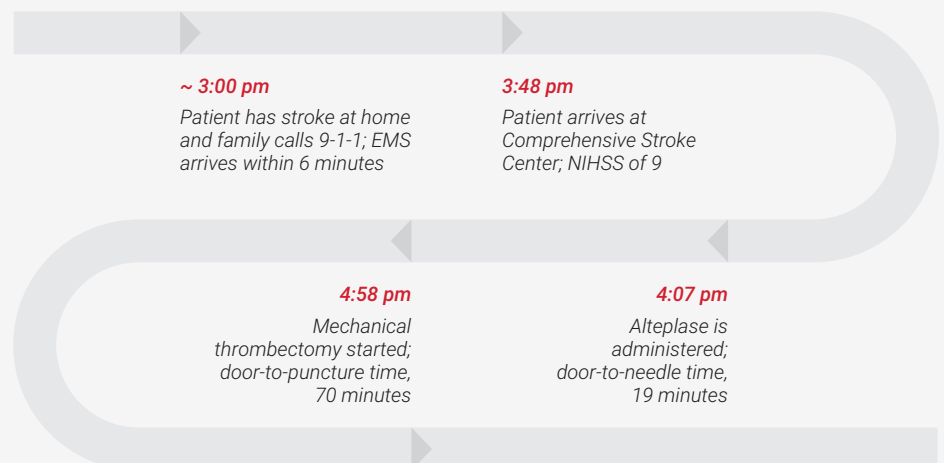 ~ 3:00 pm
Patient has stroke at home
and family calls 9-1-1; EMS
arrives within 6 minutes
3:48 pm
Patient arrives at
Comprehensive Stroke
Center; NIHSS of 9
4:07 pm
Alteplase is
administered;
door-to-needle time,
19 minutes
4:58 pm
Mechanical
thrombectomy started;
door-to-puncture time,
70 minutes